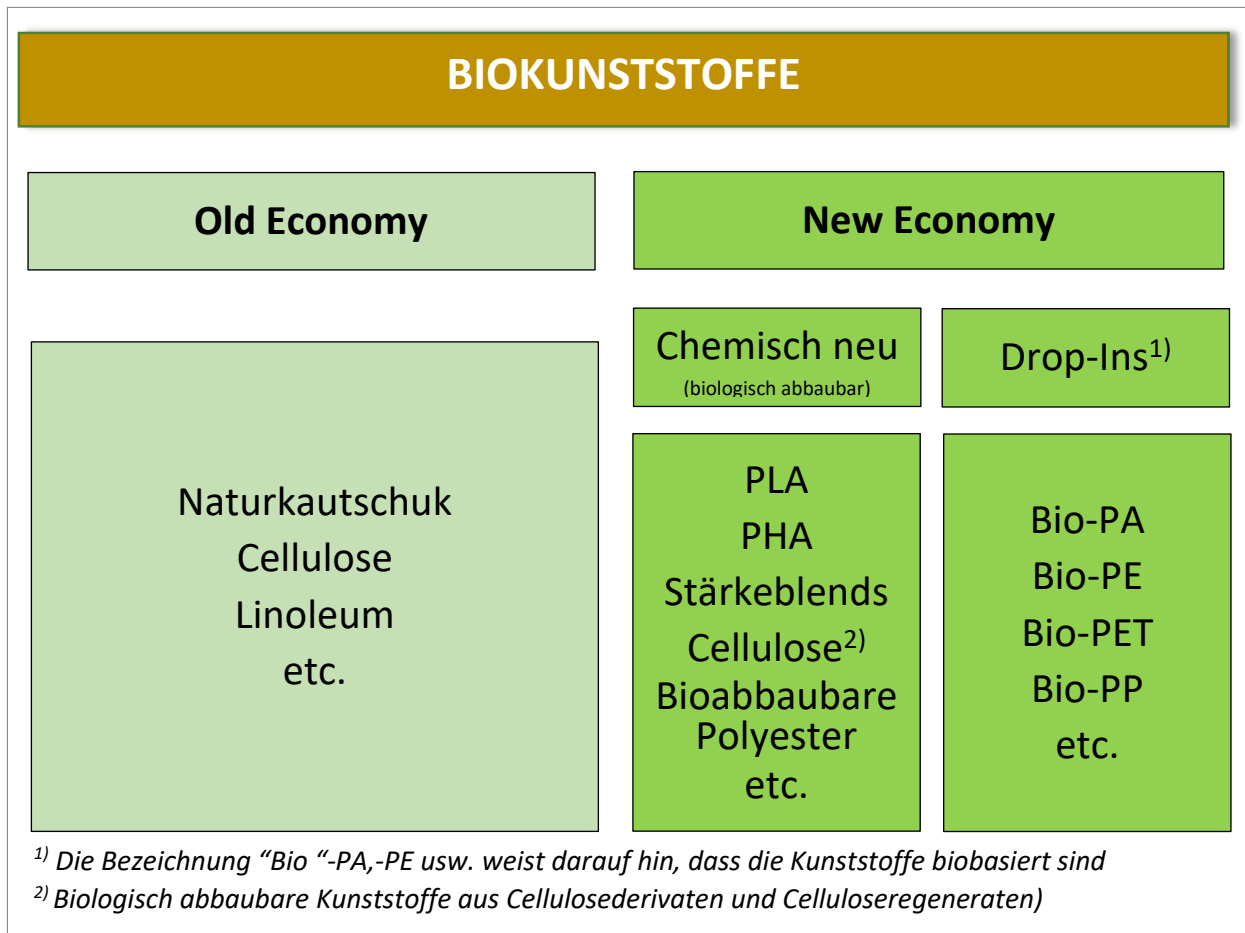 BIOKUNSTSTOFFE
Old Economy
New Economy
Naturkautschuk
Cellulose
Linoleum
etc.
Chemisch neu
(biologisch abbaubar)
Drop-Ins1)
PLA
PHA
Stärkeblends
Cellulose2)
Bioabbaubare
Polyester
etc.
Bio-PA
Bio-PE
Bio-PET
Bio-PP
etc.
1) Die Bezeichnung “Bio “-PA,-PE usw. weist darauf hin, dass die Kunststoffe biobasiert sind
2) Biologisch abbaubare Kunststoffe aus Cellulosederivaten und Celluloseregeneraten)